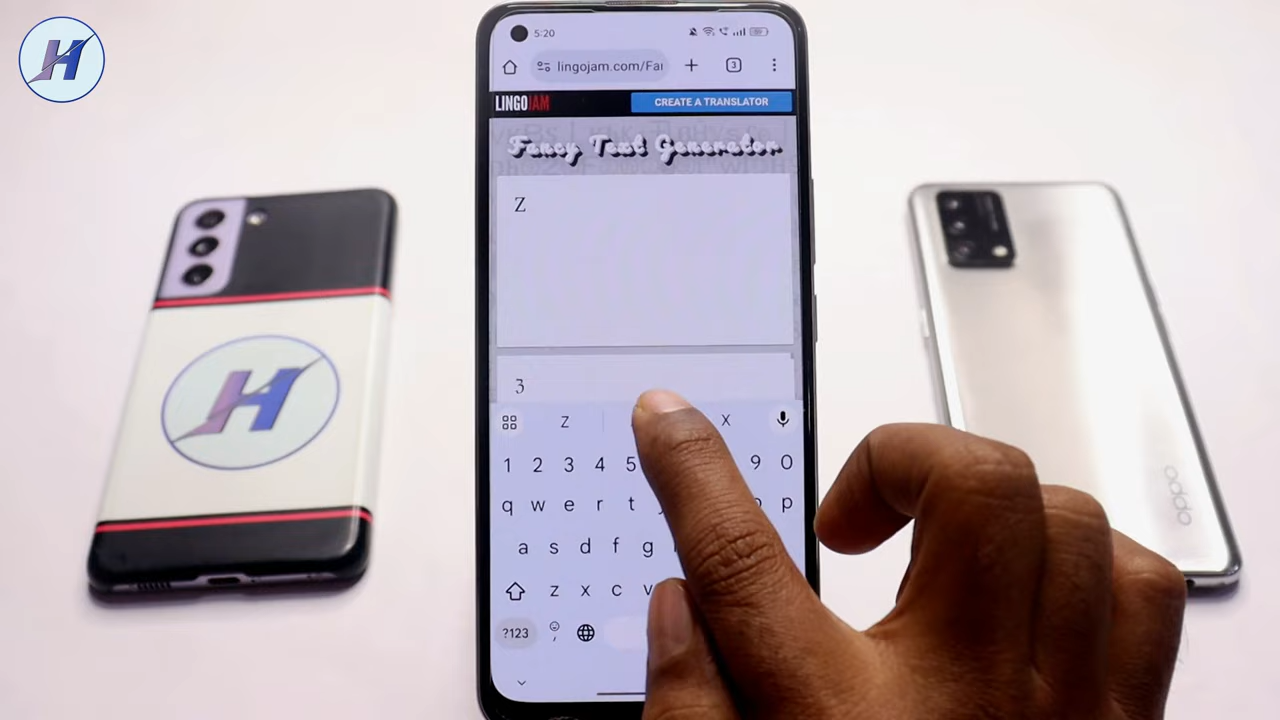 H
5:20
lingojam.com/Fai
3
LINGOJAM
CREATE A TRANSLATOR
Fancy Text Generator
Z
3
Z X
1 2 3 4 5 9 0
q w e r t p
a s d f g
z x c v
?123
H
oppo